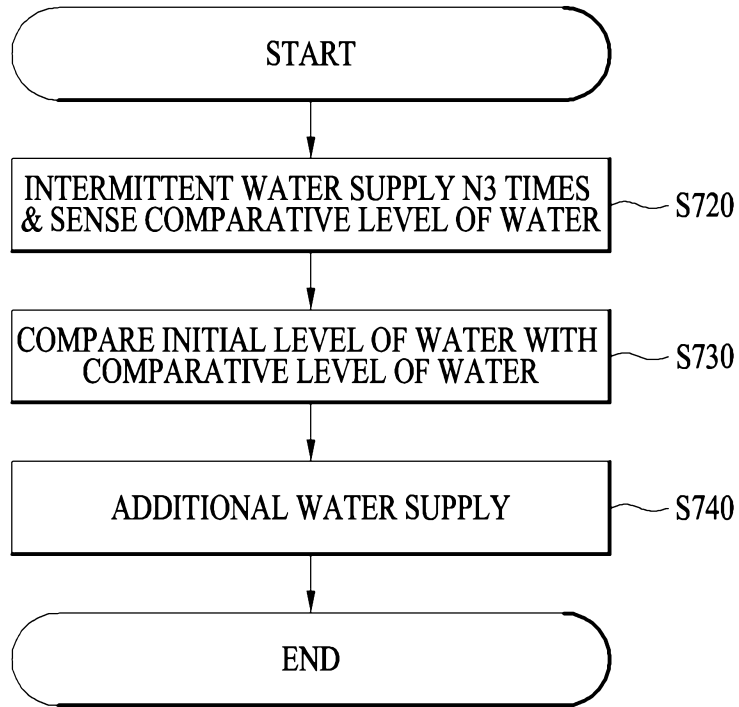 START
INTERMITTENT WATER SUPPLY N3 TIMES
& SENSE COMPARATIVE LEVEL OF WATER
S720
COMPARE INITIAL LEVEL OF WATER WITH
COMPARATIVE LEVEL OF WATER
S730
ADDITIONAL WATER SUPPLY
S740
END